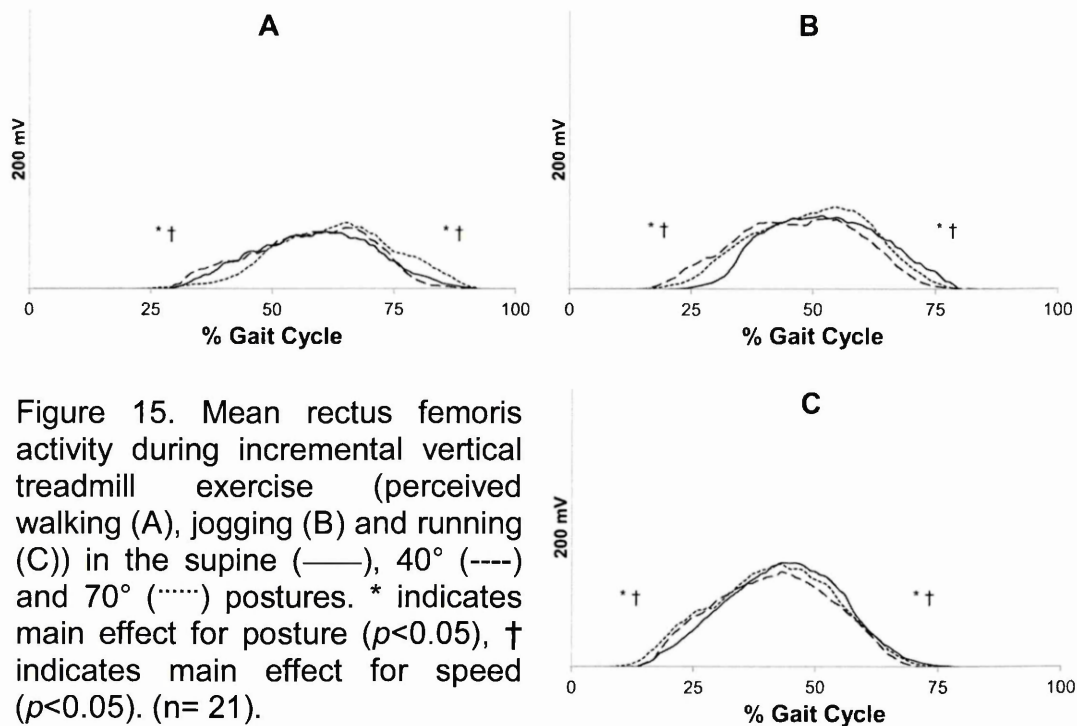 A
200 mV
* †
* †
0 25 50 75 100
% Gait Cycle
B
200 mV
* †
* †
0 25 50 75 100
% Gait Cycle
Figure 15. Mean rectus femoris
activity during incremental vertical
treadmill exercise (perceived
walking (A), jogging (B) and running
(C)) in the supine (——), 40° (----)
and 70° (······) postures. * indicates
main effect for posture (p<0.05), †
indicates main effect for speed
(p<0.05). (n= 21).
C
200 mV
* †
* †
0 25 50 75 100
% Gait Cycle